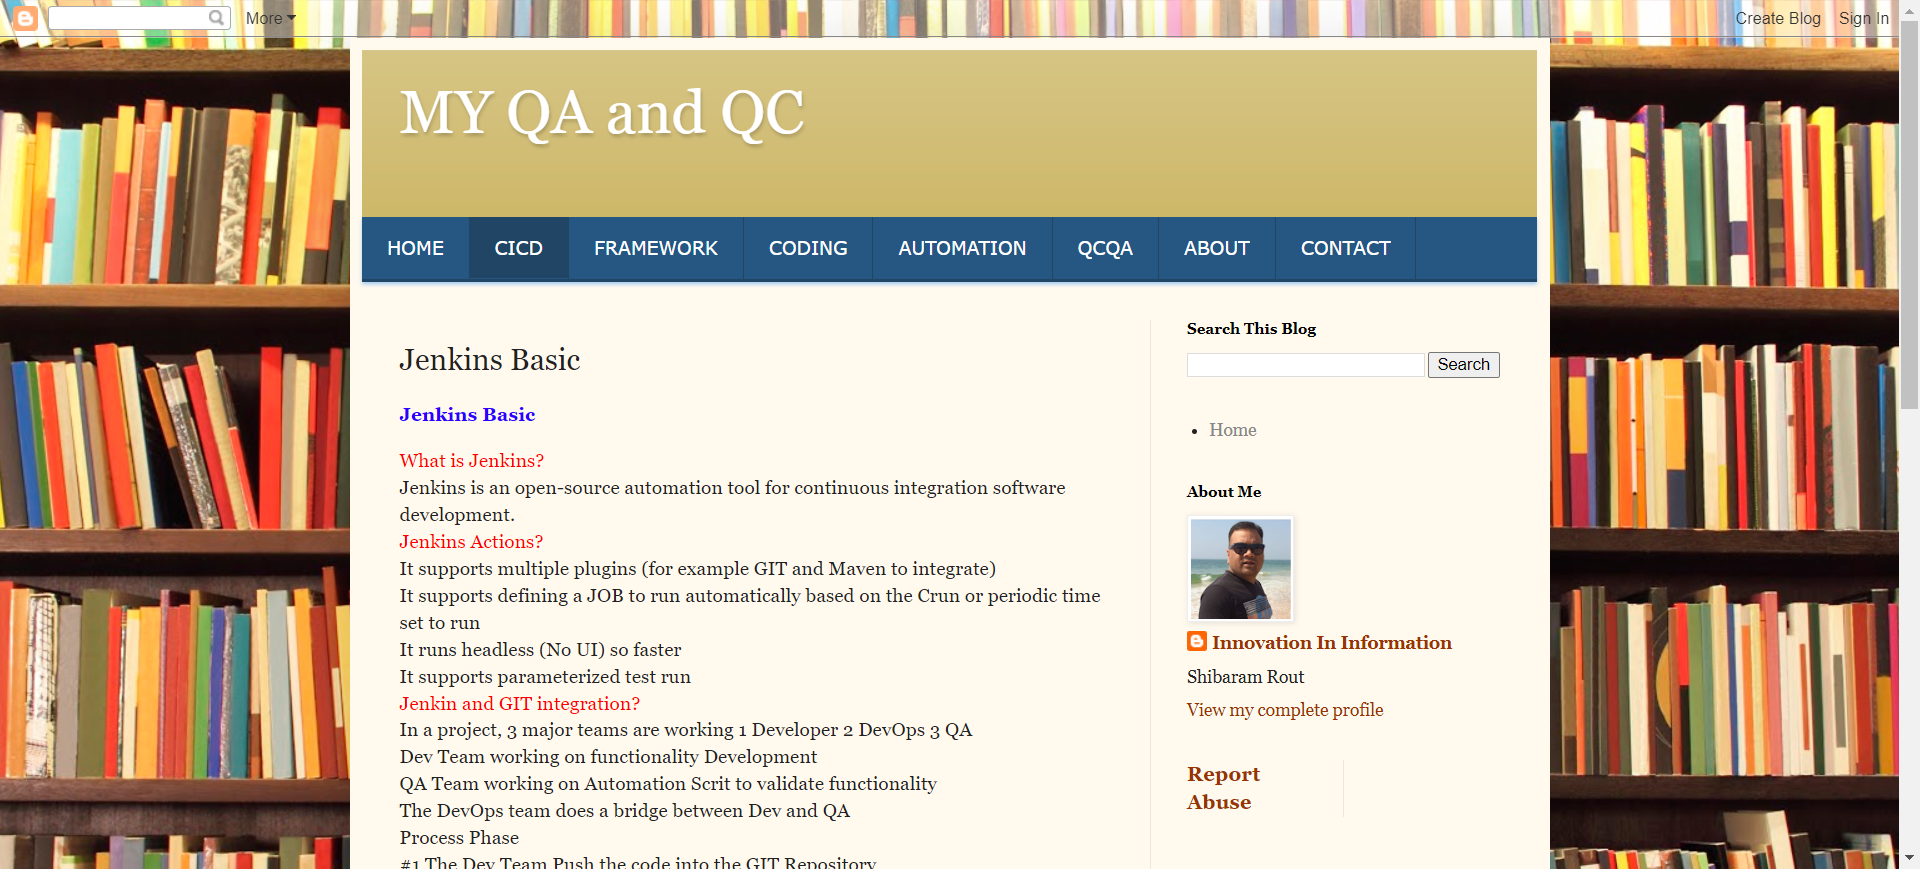 More
Create Blog Sign In
MY QA and QC
HOME CICD FRAMEWORK CODING AUTOMATION QCQA ABOUT CONTACT
Jenkins Basic
Jenkins Basic
What is Jenkins?
Jenkins is an open-source automation tool for continuous integration software
development.
Jenkins Actions?
It supports multiple plugins (for example GIT and Maven to integrate)
It supports defining a JOB to run automatically based on the Crun or periodic time
set to run
It runs headless (No UI) so faster
It supports parameterized test run
Jenkin and GIT integration?
In a project, 3 major teams are working 1 Developer 2 DevOps 3 QA
Dev Team working on functionality Development
QA Team working on Automation Scrit to validate functionality
The DevOps team does a bridge between Dev and QA
Process Phase
#1 The Dev Team Push the code into the GIT Repository
Search This Blog
Search
Home
About Me
Innovation In Information
Shibaram Rout
View my complete profile
Report
Abuse